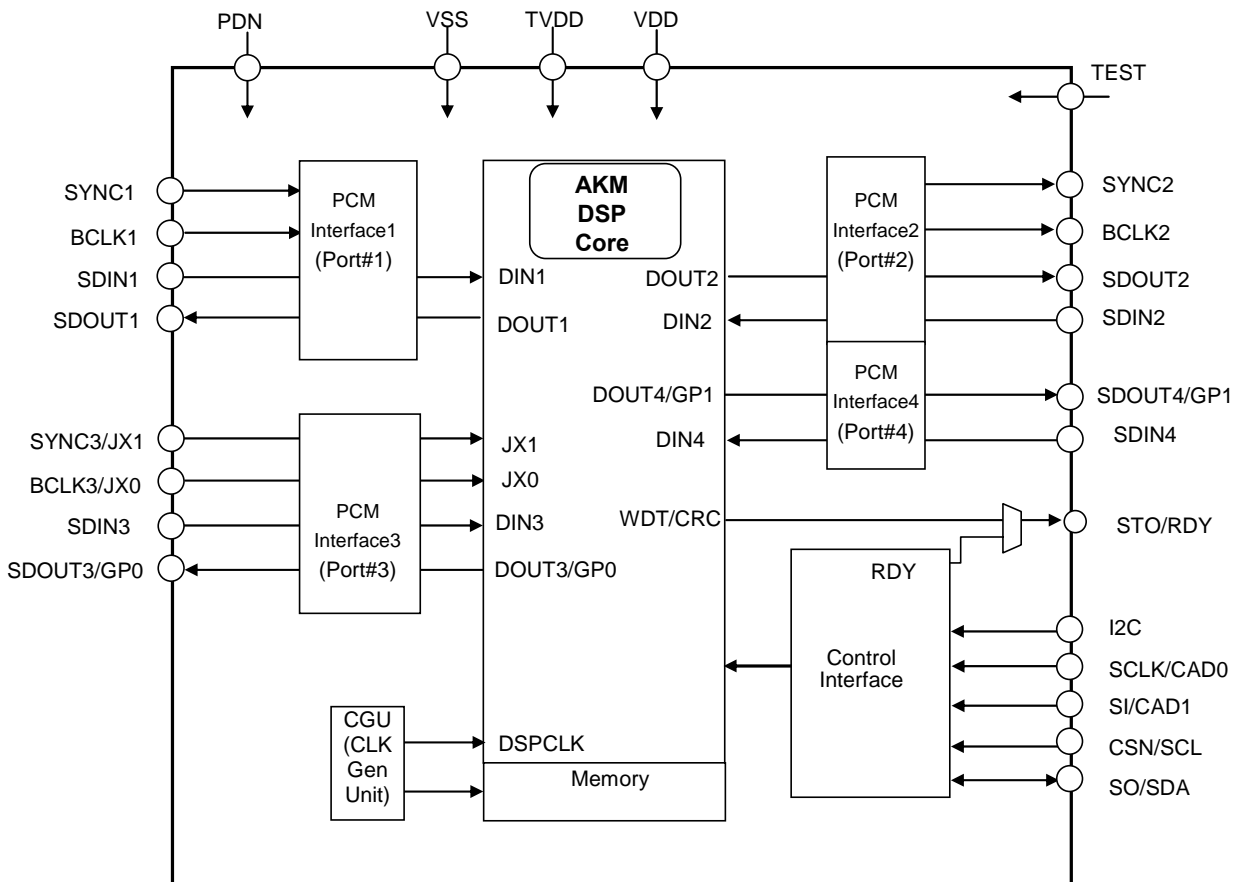 PDN
VSS
TVDD
VDD
TEST
SYNC1
BCLK1
SDIN1
SDOUT1
PCM
Interface1
(Port#1)
AKM
DSP
Core
DIN1
DOUT1
DOUT2
DIN2
PCM
Interface2
(Port#2)
SYNC2
BCLK2
SDOUT2
SDIN2
DOUT4/GP1
DIN4
PCM
Interface4
(Port#4)
SDOUT4/GP1
SDIN4
SYNC3/JX1
BCLK3/JX0
SDIN3
SDOUT3/GP0
PCM
Interface3
(Port#3)
JX1
JX0
DIN3
DOUT3/GP0
WDT/CRC
STO/RDY
RDY
Control
Interface
I2C
SCLK/CAD0
SI/CAD1
CSN/SCL
SO/SDA
CGU
(CLK
Gen
Unit)
DSPCLK
Memory